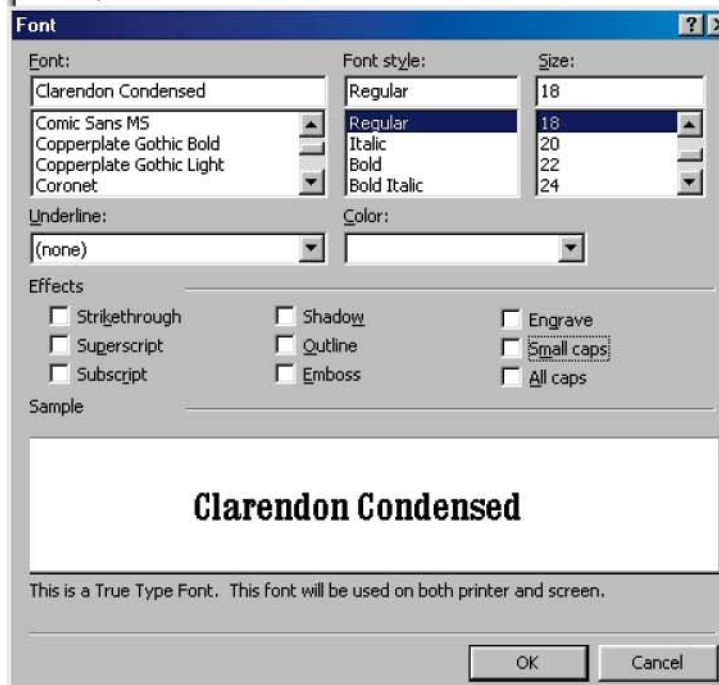 Font
Font: Font style: Size:
Clarendon Condensed Regular 18
Comic Sans MS Regular 18
Copperplate Gothic Bold Italic 20
Copperplate Gothic Light Bold 22
Coronet Bold Italic 24
Underline: Color:
(none)
Effects
Strikethrough Shadow Engrave
Superscript Outline Small caps
Subscript Emboss All caps
Sample
Clarendon Condensed
This is a True Type Font. This font will be used on both printer and screen.
OK Cancel